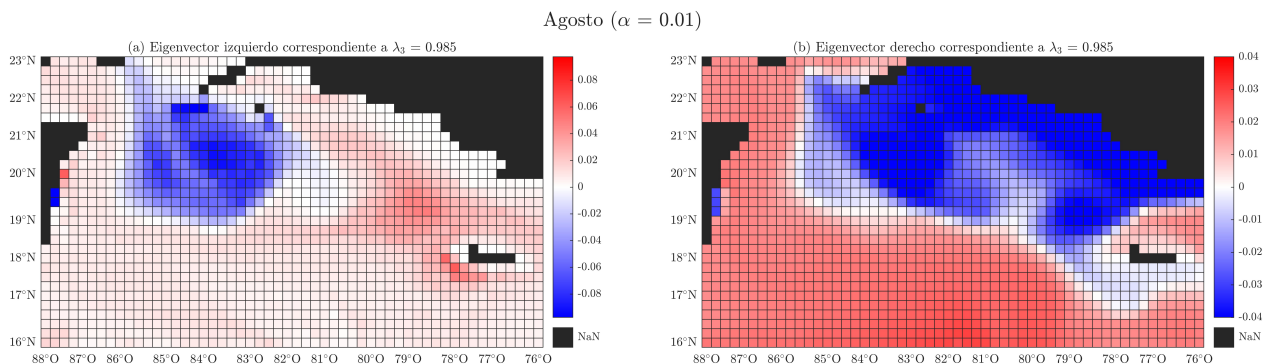 Agosto (α = 0.01)
(a) Eigenvector izquierdo correspondiente a λ₃ = 0.985
23°N
22°N
21°N
20°N
19°N
18°N
17°N
16°N
88°O 87°O 86°O 85°O 84°O 83°O 82°O 81°O 80°O 79°O 78°O 77°O 76°O
0.08
0.06
0.04
0.02
0
-0.02
-0.04
-0.06
-0.08
NaN
(b) Eigenvector derecho correspondiente a λ₃ = 0.985
23°N
22°N
21°N
20°N
19°N
18°N
17°N
16°N
88°O 87°O 86°O 85°O 84°O 83°O 82°O 81°O 80°O 79°O 78°O 77°O 76°O
0.04
0.03
0.02
0.01
0
-0.01
-0.02
-0.03
-0.04
NaN